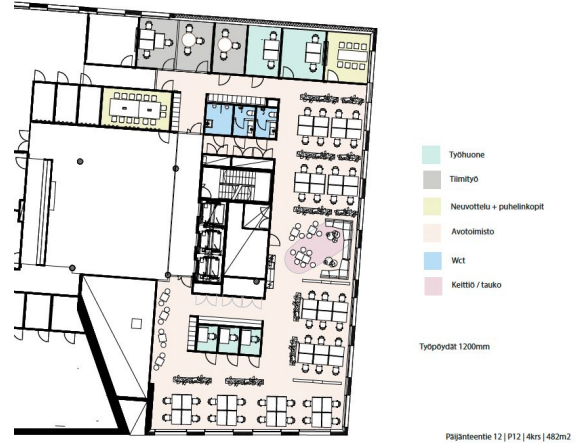 Työhuone
Tiimityö
Neuvottelu + puhelinkopit
Avotoimisto
Wct
Keittiö / tauko
Työpöydät 1200mm
Päijänteentie 12 | P12 | 4krs | 482m2